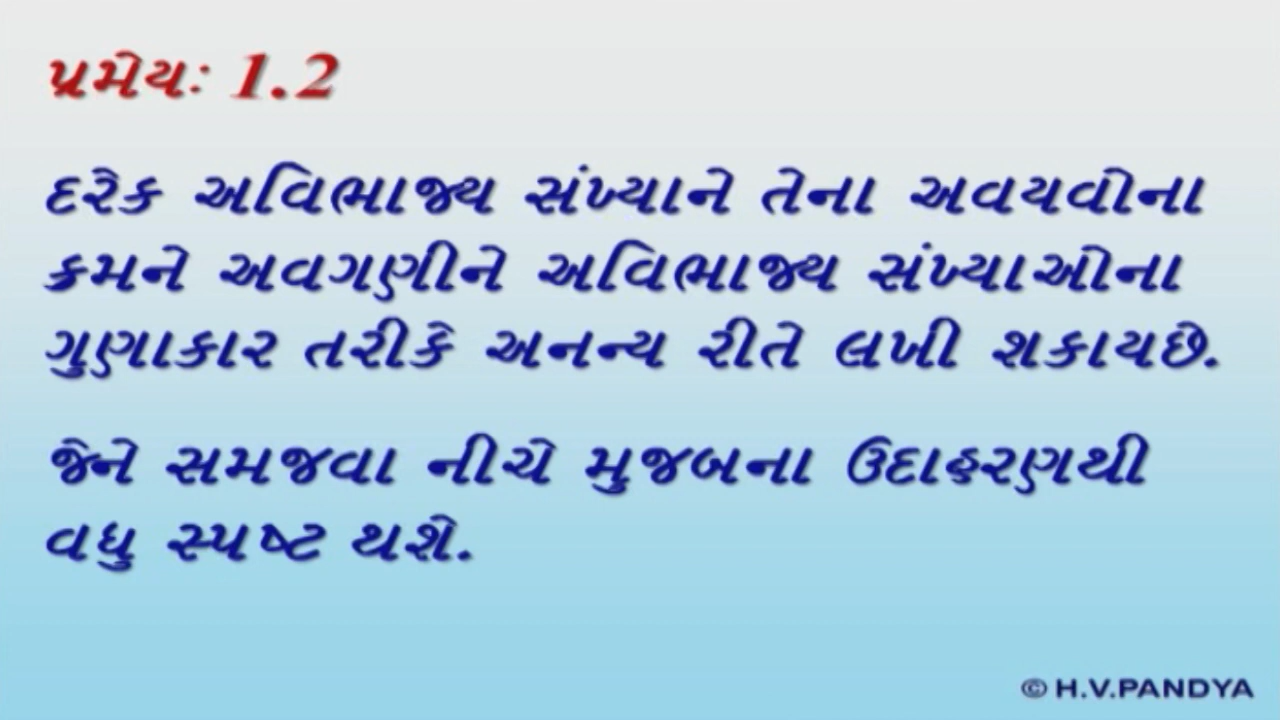 પ્રમેયઃ 1.2
દરેક અવિભાજ્ય સંખ્યાને તેના અવયવોના
ક્રમને અવગણીને અવિભાજ્ય સંખ્યાઓના
ગુણાકાર તરીકે અનન્ય રીતે લખી શકાયછે.
જેને સમજવા નીચે મુજબના ઉદાહરણથી
વધુ સ્પષ્ટ થશે.
© H.V.PANDYA